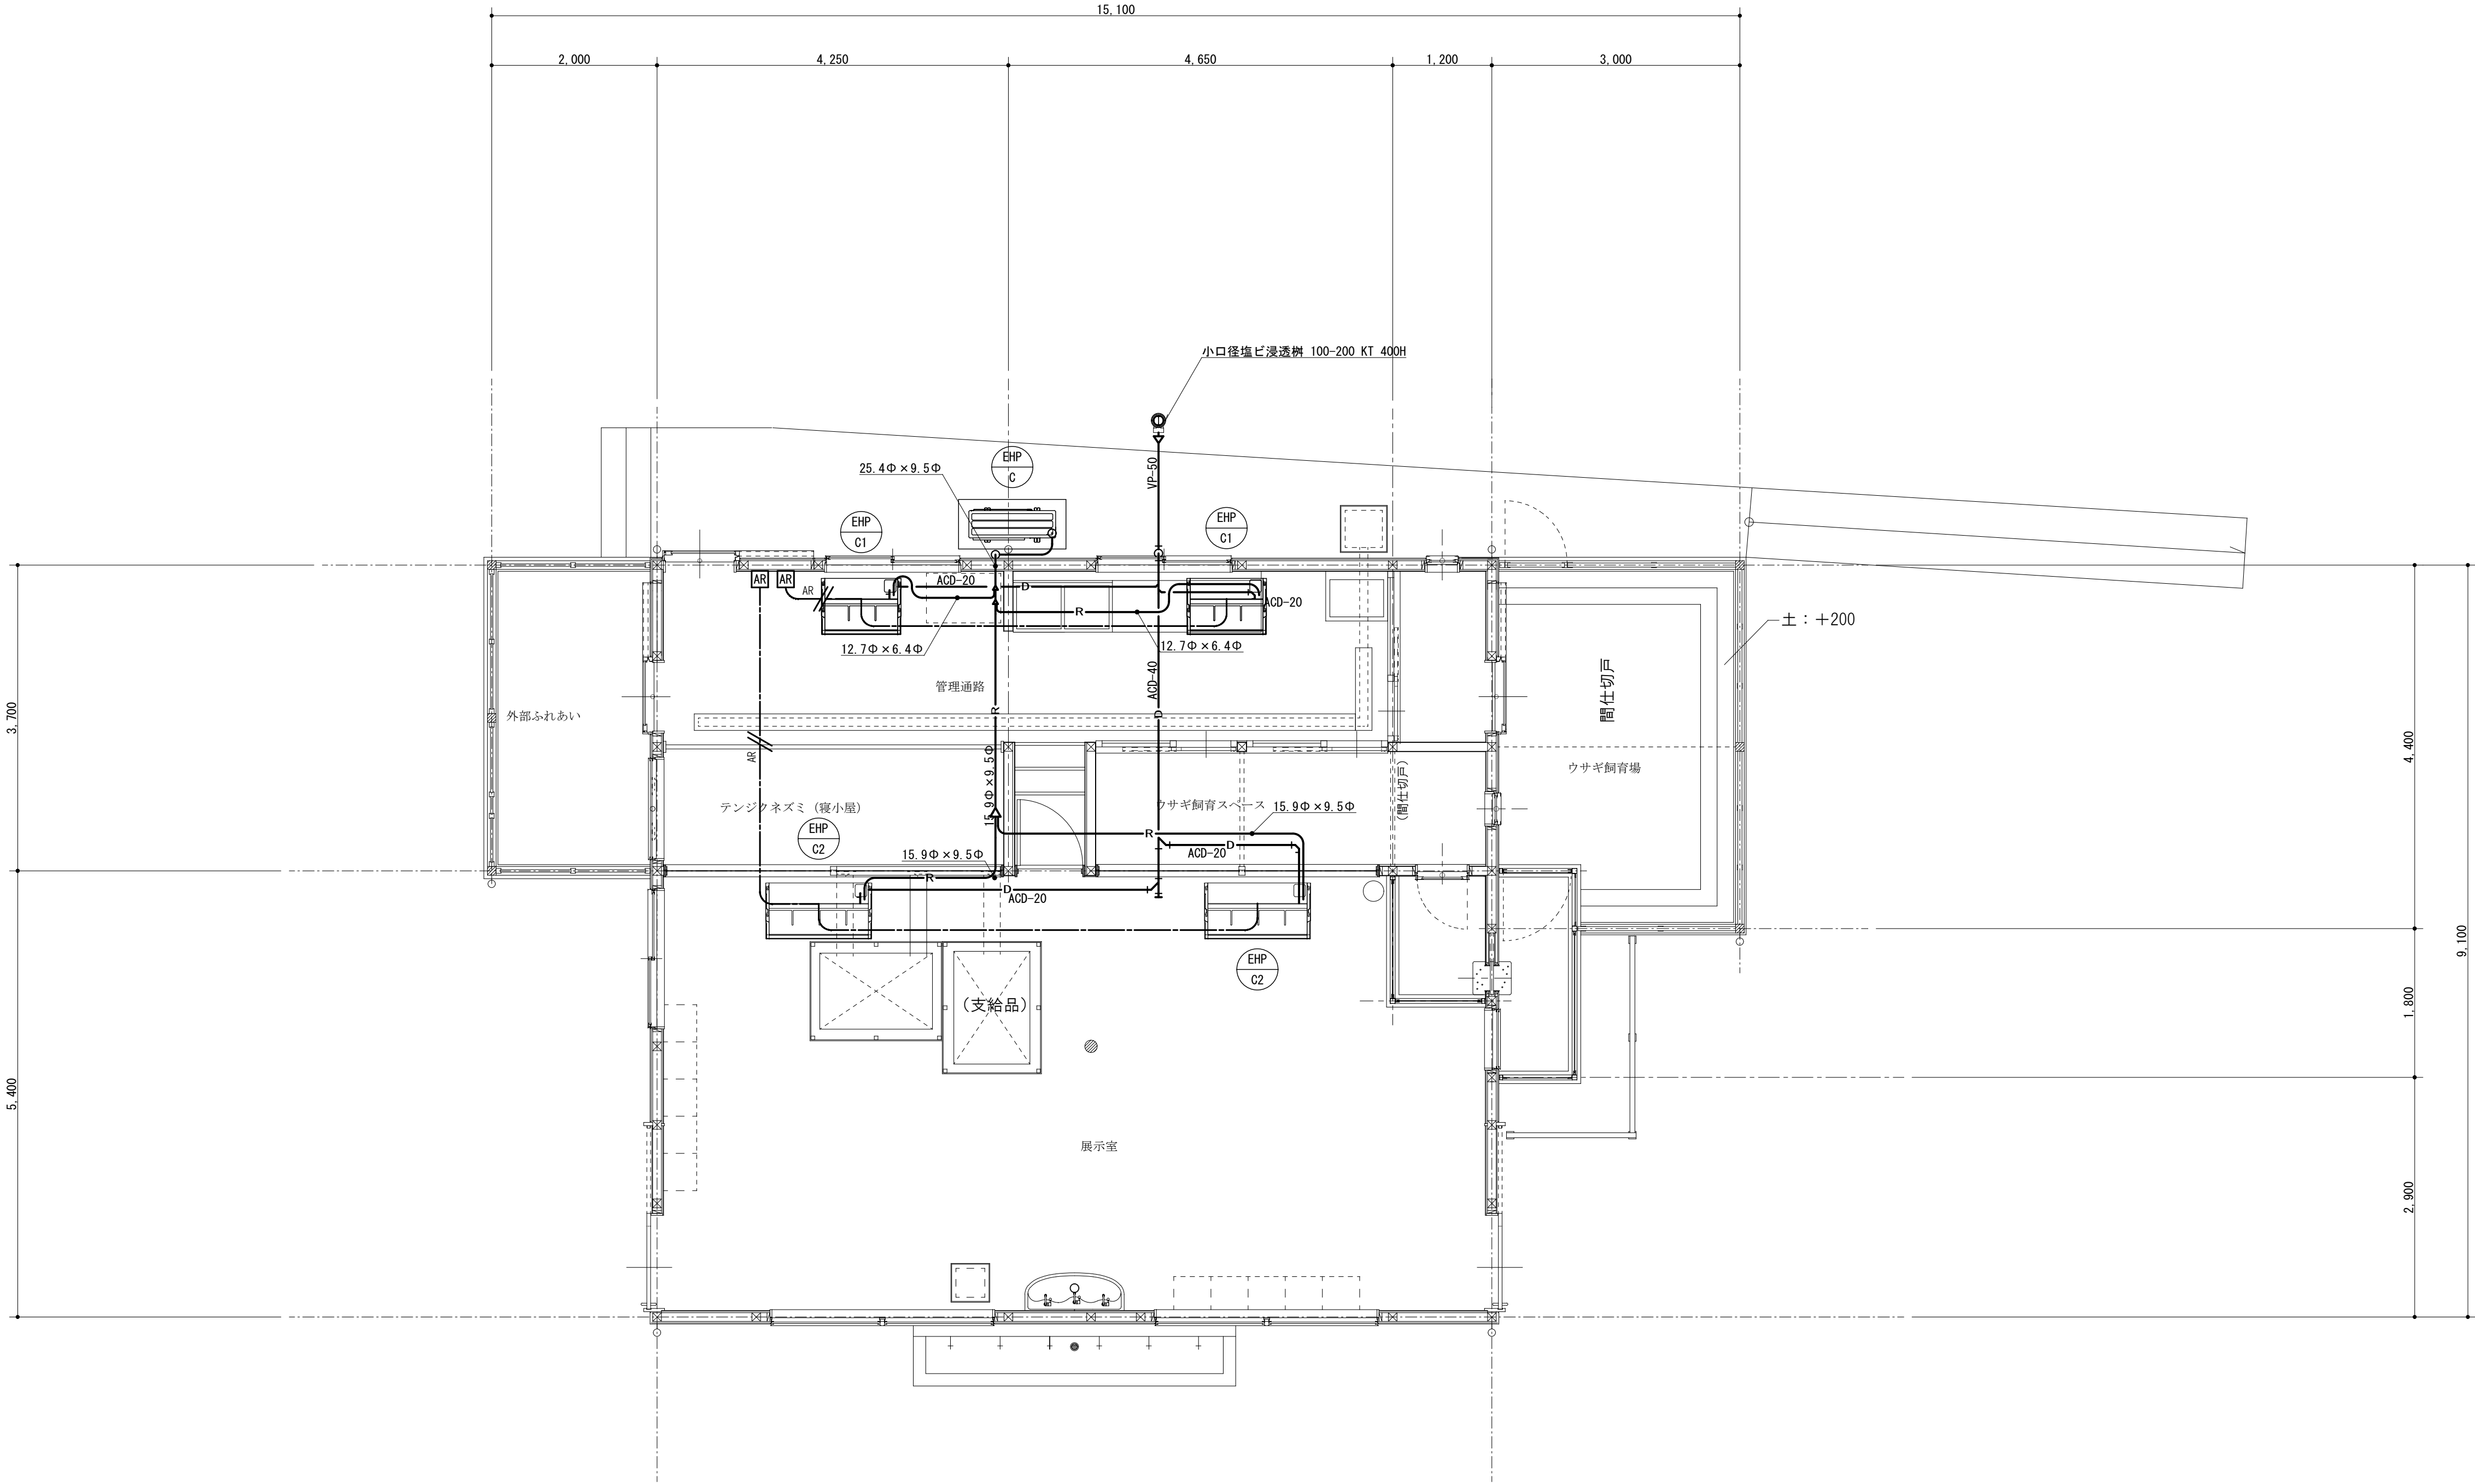 15,100
2,000
4,250
4,650
1,200
3,000
小口径塩ビ浸透桝 100-200 KT 400H
EHP
C
25.4Φ×9.5Φ
VP-50
EHP
C1
EHP
C1
AR
AR
AR
ACD-20
D
ACD-20
R
12.7Φ×6.4Φ
12.7Φ×6.4Φ
土：＋200
管理通路
ACD-40
R
D
外部ふれあい
間仕切戸
3,700
4,400
AR
15.9Φ×9.5Φ
ウサギ飼育場
(間仕切戸)
テンジクネズミ（寝小屋）
ウサギ飼育スペース
15.9Φ×9.5Φ
EHP
C2
R
D
ACD-20
15.9Φ×9.5Φ
R
D
ACD-20
9,100
EHP
C2
(支給品)
1,800
5,400
展示室
2,900